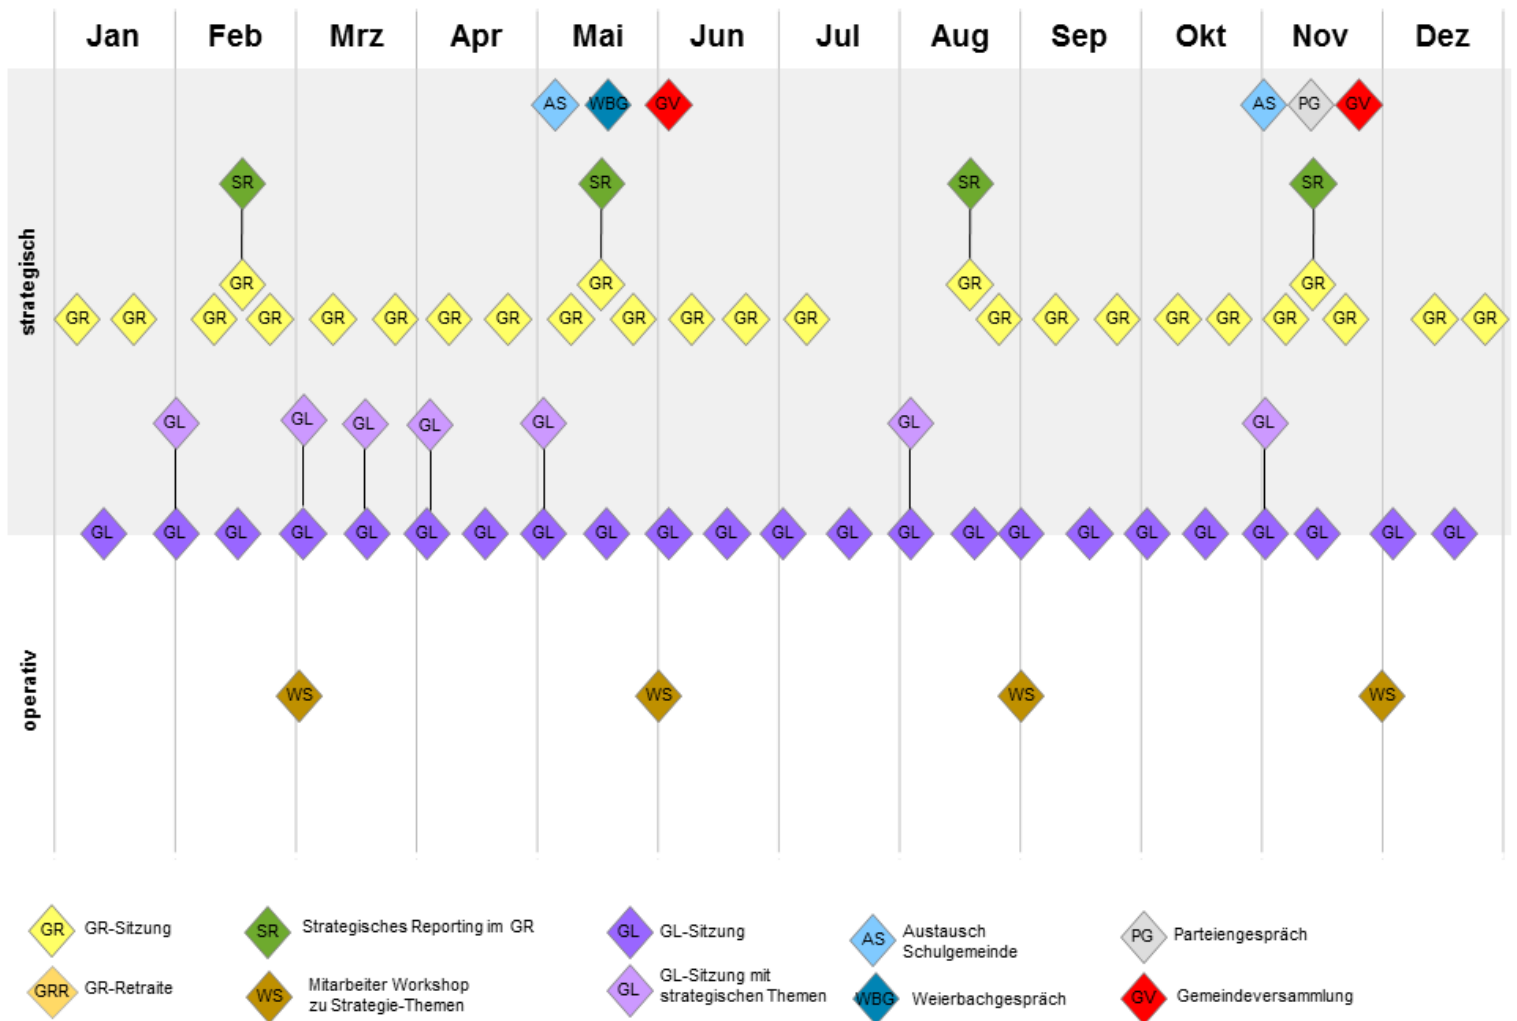 Jan Feb Mrz Apr Mai Jun Jul Aug Sep Okt Nov Dez
AS WBG GV AS PG GV
SR SR SR SR
strategisch
GR GR GR GR
GR GR GR GR GR GR GR GR GR GR GR GR GR GR GR GR GR GR GR GR GR GR
GL GL GL GL GL GL GL
GL GL GL GL GL GL GL GL GL GL GL GL GL GL GL GL GL GL GL GL GL GL GL
operativ
WS WS WS WS
GR GR-Sitzung
SR Strategisches Reporting im GR
GL GL-Sitzung
AS Austausch
Schulgemeinde
PG Parteiengespräch
GRR GR-Retraite
WS Mitarbeiter Workshop
zu Strategie-Themen
GL GL-Sitzung mit
strategischen Themen
WBG Weierbachgespräch
GV Gemeindeversammlung